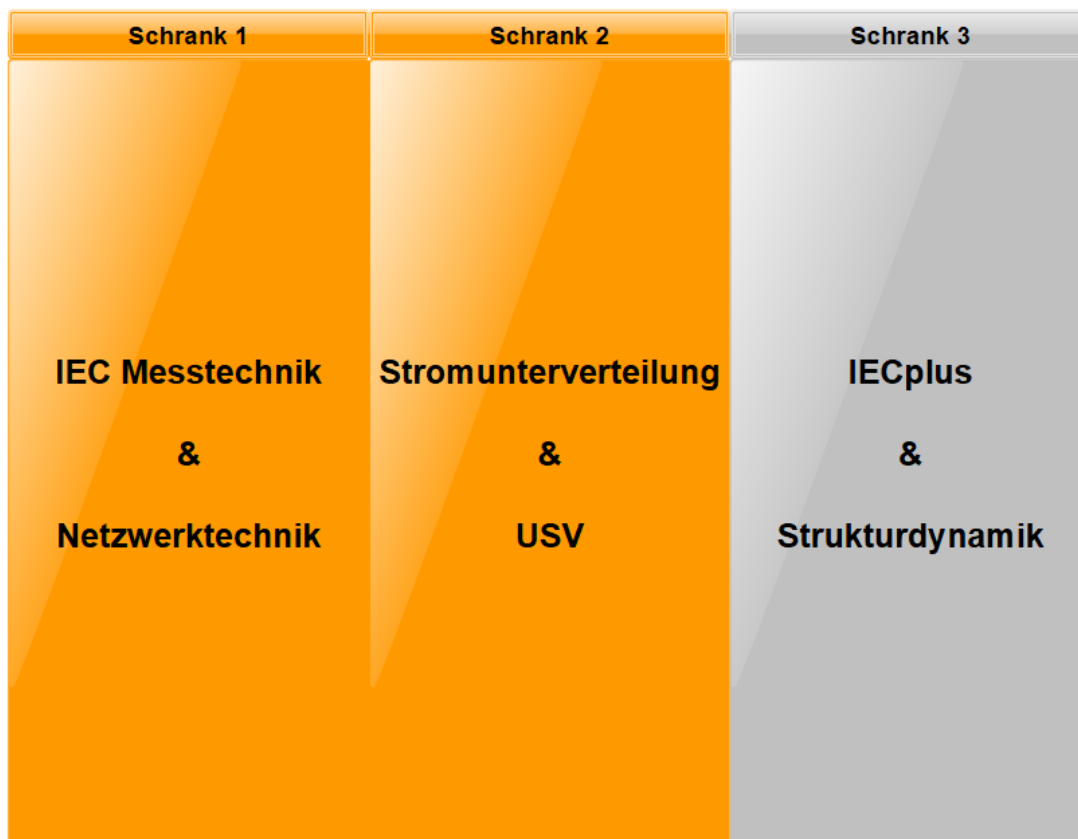 Schrank 1
Schrank 2
Schrank 3
IEC Messtechnik
&
Netzwerktechnik
Stromunterverteilung
&
USV
IECplus
&
Strukturdynamik